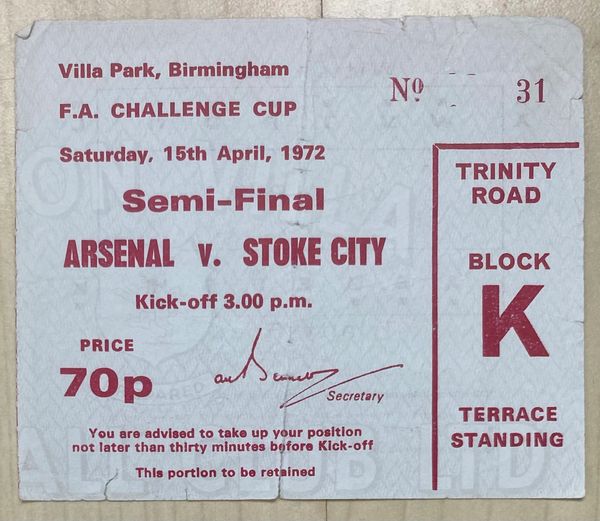 Villa Park, Birmingham
Nº 31
F.A. CHALLENGE CUP
Saturday, 15th April, 1972
Semi-Final
ARSENAL v. STOKE CITY
Kick-off 3.00 p.m.
PRICE
70p
Secretary
You are advised to take up your position
not later than thirty minutes before Kick-off
This portion to be retained
TRINITY
ROAD
BLOCK
K
TERRACE
STANDING